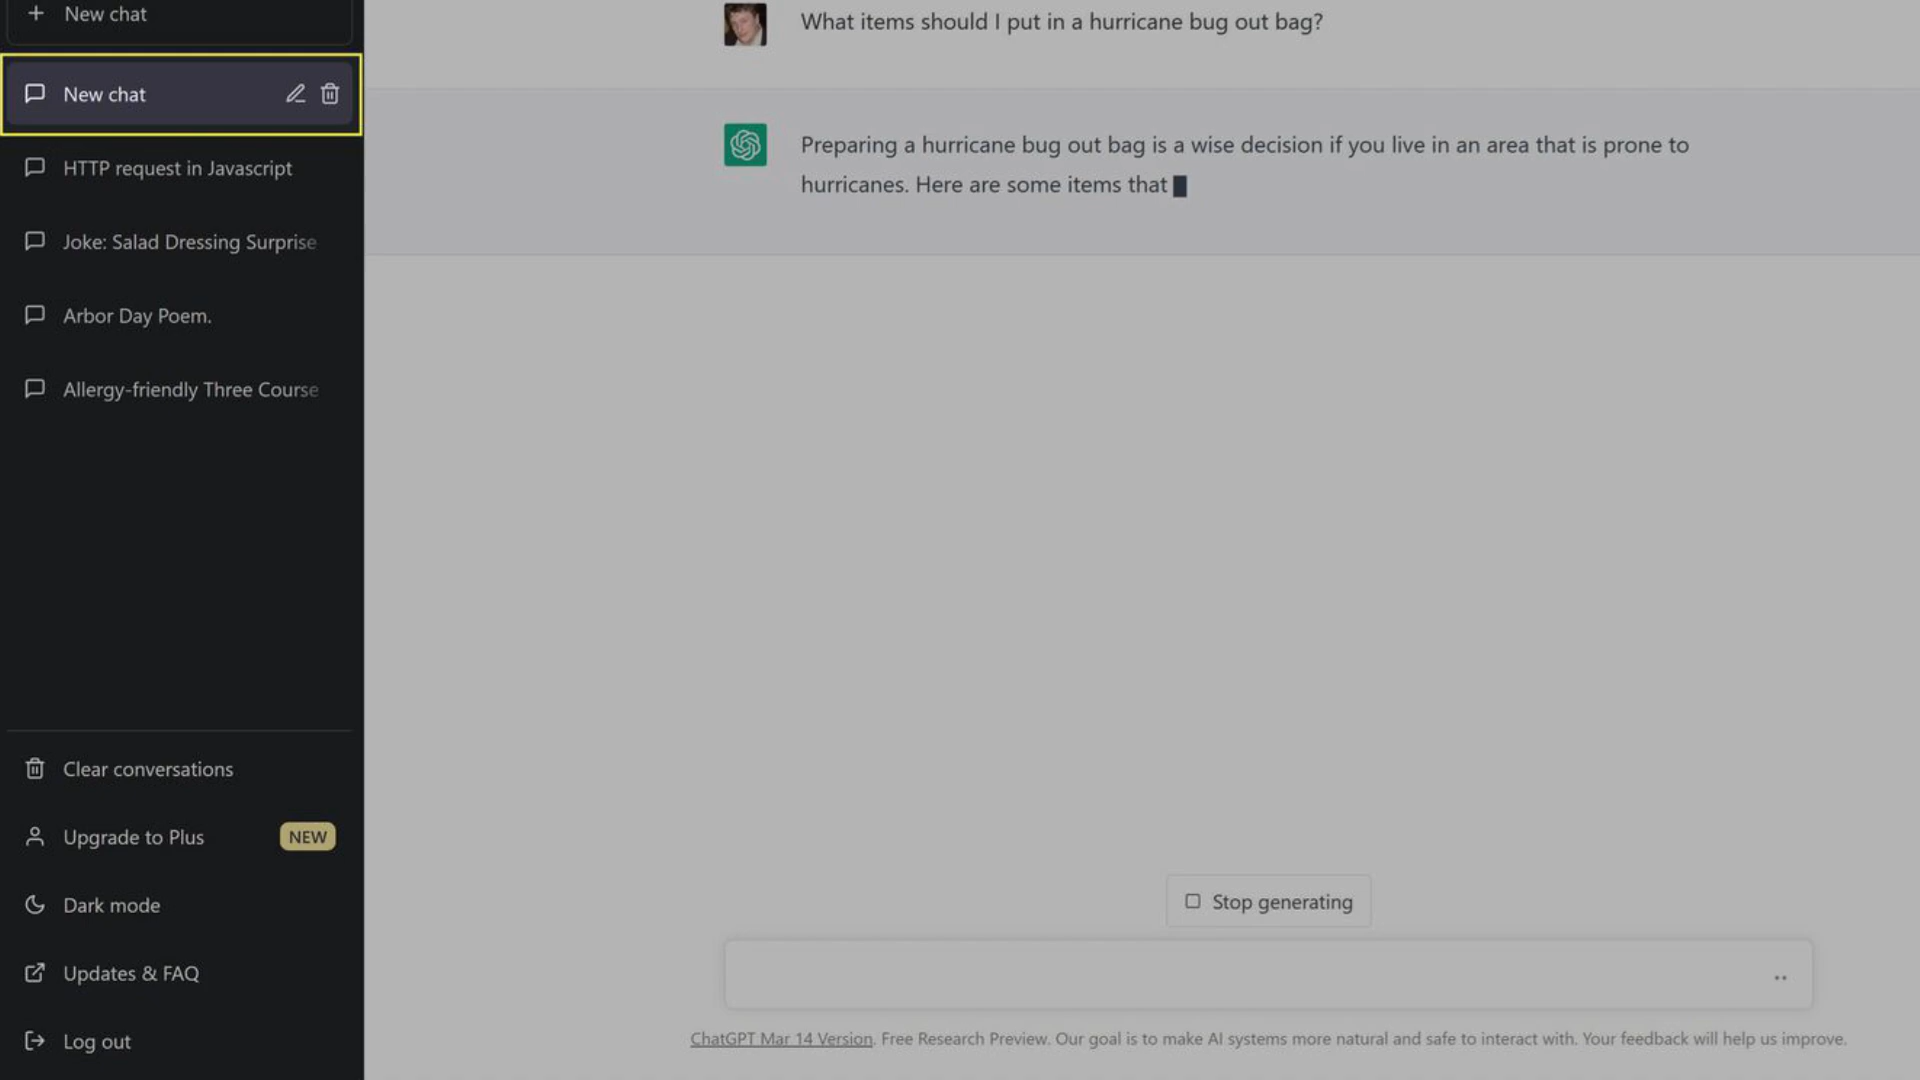 New chat
New chat
HTTP request in Javascript
Joke: Salad Dressing Surprise
Arbor Day Poem.
Allergy-friendly Three Course
Clear conversations
Upgrade to Plus NEW
Dark mode
Updates & FAQ
Log out
What items should I put in a hurricane bug out bag?
Preparing a hurricane bug out bag is a wise decision if you live in an area that is prone to
hurricanes. Here are some items that
Stop generating
ChatGPT Mar 14 Version. Free Research Preview. Our goal is to make AI systems more natural and safe to interact with. Your feedback will help us improve.